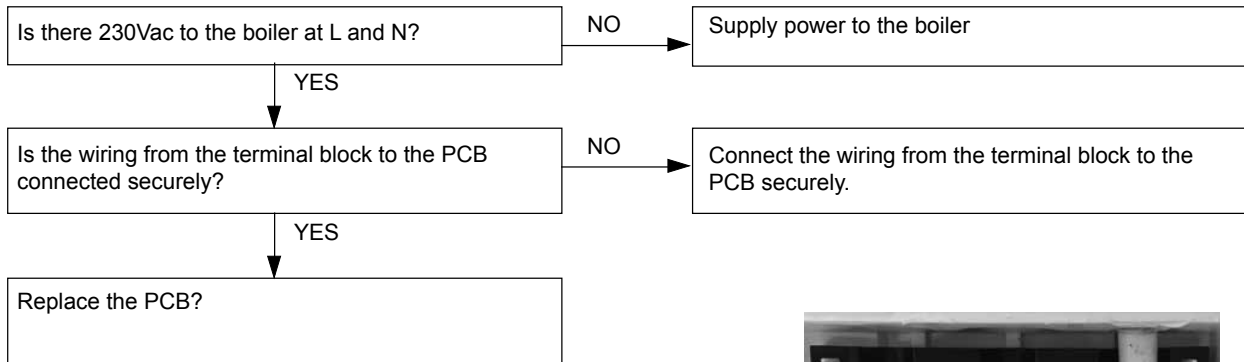 Is there 230Vac to the boiler at L and N?
NO
Supply power to the boiler
YES
Is the wiring from the terminal block to the PCB
connected securely?
NO
Connect the wiring from the terminal block to the
PCB securely.
YES
Replace the PCB?